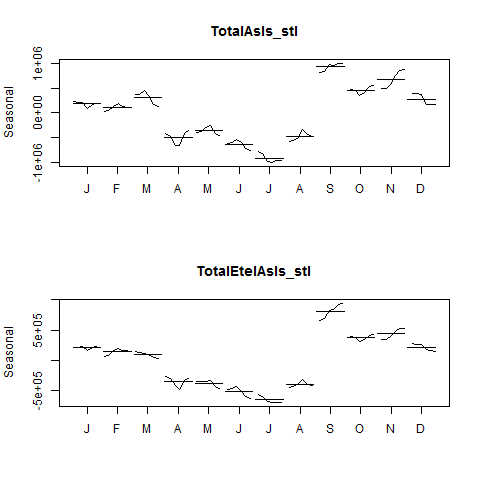 TotalAsIs_stl
Seasonal
-1e+06 0e+00 1e+06
J F M A M J J A S O N D
TotalEtelAsIs_stl
Seasonal
-5e+05 5e+05
J F M A M J J A S O N D